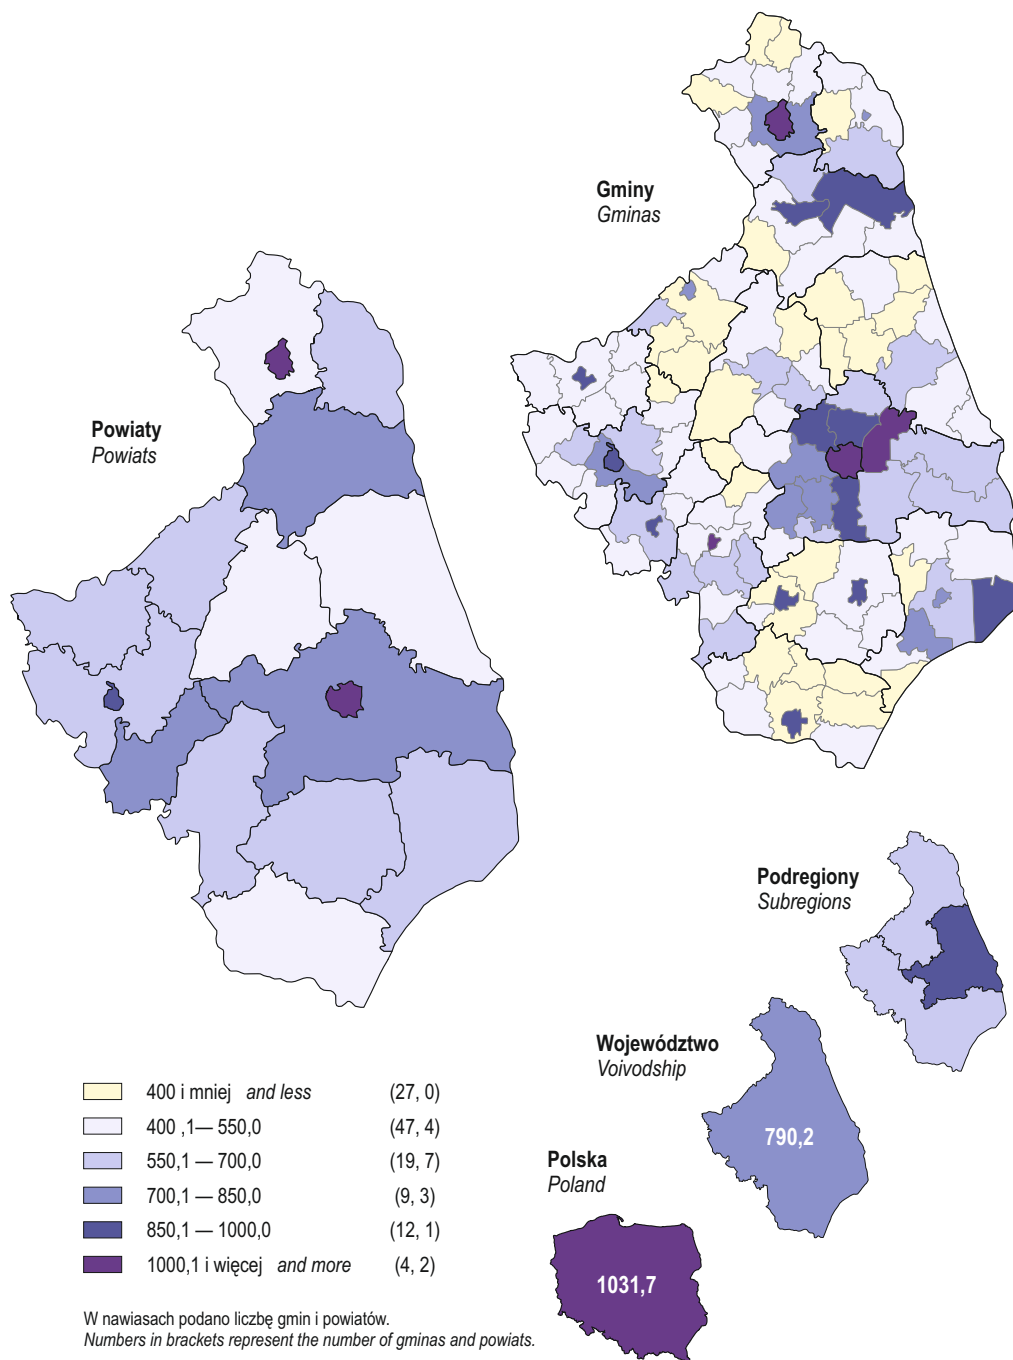 Gminy
Gminas
Powiaty
Powiats
Podregiony
Subregions
Województwo
Voivodship
790,2
Polska
Poland
1031,7
400 i mniej and less (27, 0)
400 ,1— 550,0 (47, 4)
550,1 — 700,0 (19, 7)
700,1 — 850,0 (9, 3)
850,1 — 1000,0 (12, 1)
1000,1 i więcej and more (4, 2)
W nawiasach podano liczbę gmin i powiatów.
Numbers in brackets represent the number of gminas and powiats.